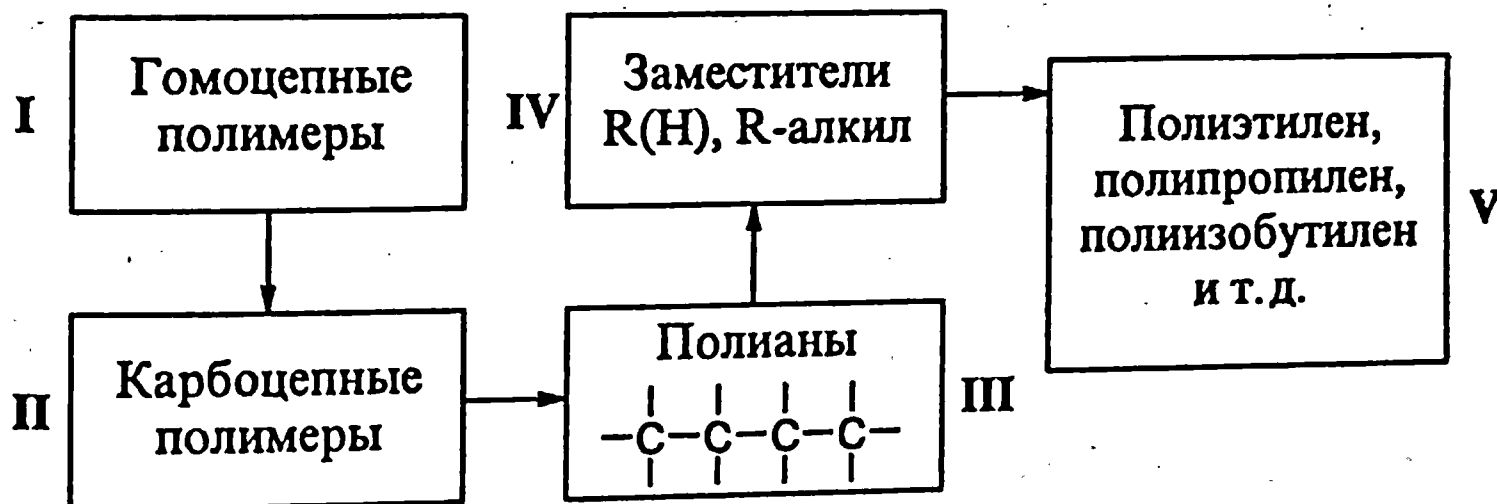 I
Гомоцепные
полимеры
II
Карбоцепные
полимеры
Полианы
–C–C–C–C–
III
IV
Заместители
R(H), R-алкил
Полиэтилен,
полипропилен,
полиизобутилен
и т.д.
V